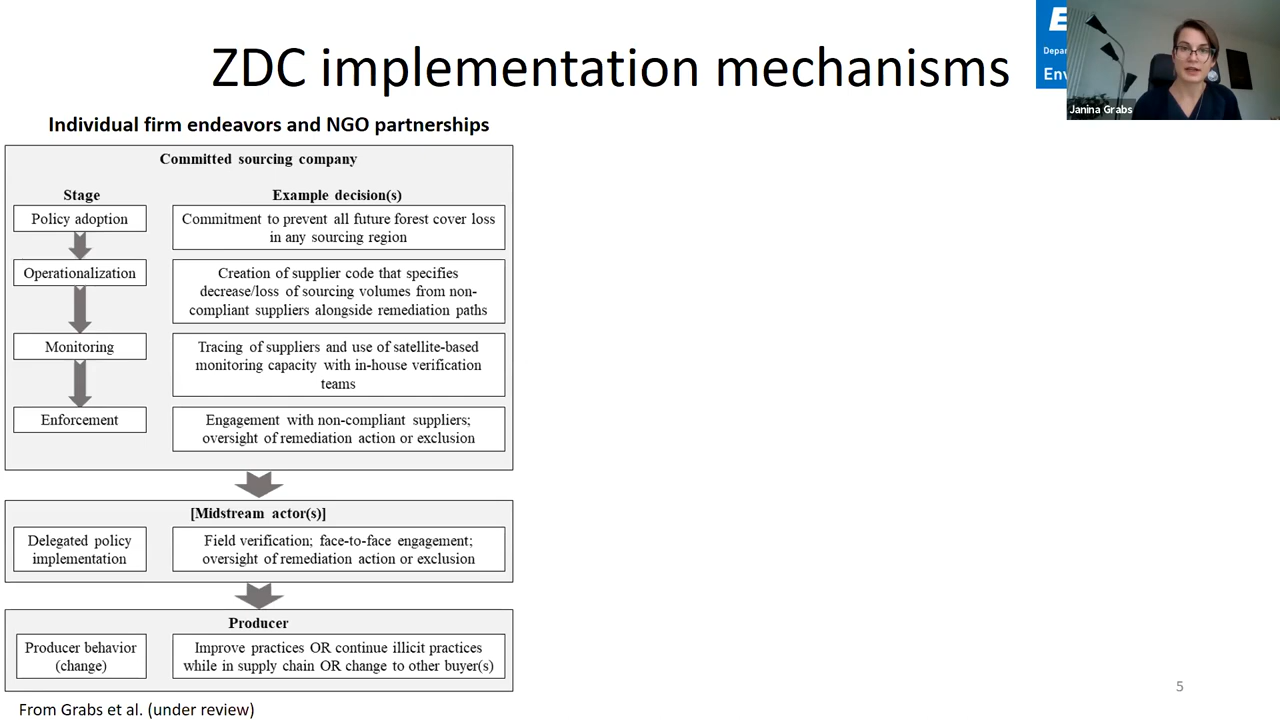 ZDC implementation mechanisms
Janina Grabs
Individual firm endeavors and NGO partnerships
Committed sourcing company
Stage
Example decision(s)
Policy adoption
Commitment to prevent all future forest cover loss
in any sourcing region
Operationalization
Creation of supplier code that specifies
decrease/loss of sourcing volumes from non-
compliant suppliers alongside remediation paths
Monitoring
Tracing of suppliers and use of satellite-based
monitoring capacity with in-house verification
teams
Enforcement
Engagement with non-compliant suppliers;
oversight of remediation action or exclusion
[Midstream actor(s)]
Delegated policy
implementation
Field verification; face-to-face engagement;
oversight of remediation action or exclusion
Producer
Producer behavior
(change)
Improve practices OR continue illicit practices
while in supply chain OR change to other buyer(s)
From Grabs et al. (under review)
5